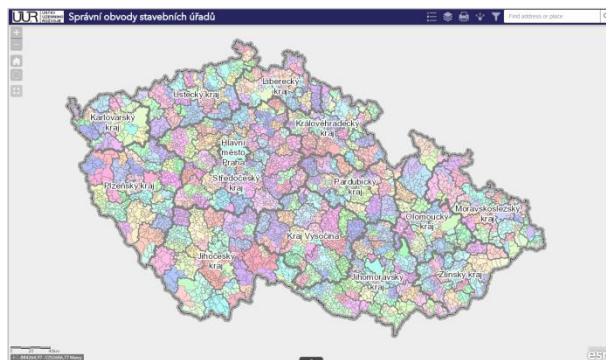 UUR
Správní obvody stavebních úřadů
Find address or place
Liberecký
kraj
Ústecký kraj
Karlovarský
kraj
Královéhradecký
kraj
Hlavní
město
Praha
Středočeský
kraj
Plzeňský kraj
Pardubický
kraj
Moravskoslezský
kraj
Olomoucký
kraj
Kraj Vysočina
Jihočeský
kraj
Jihomoravský
kraj
Zlínský kraj
esri